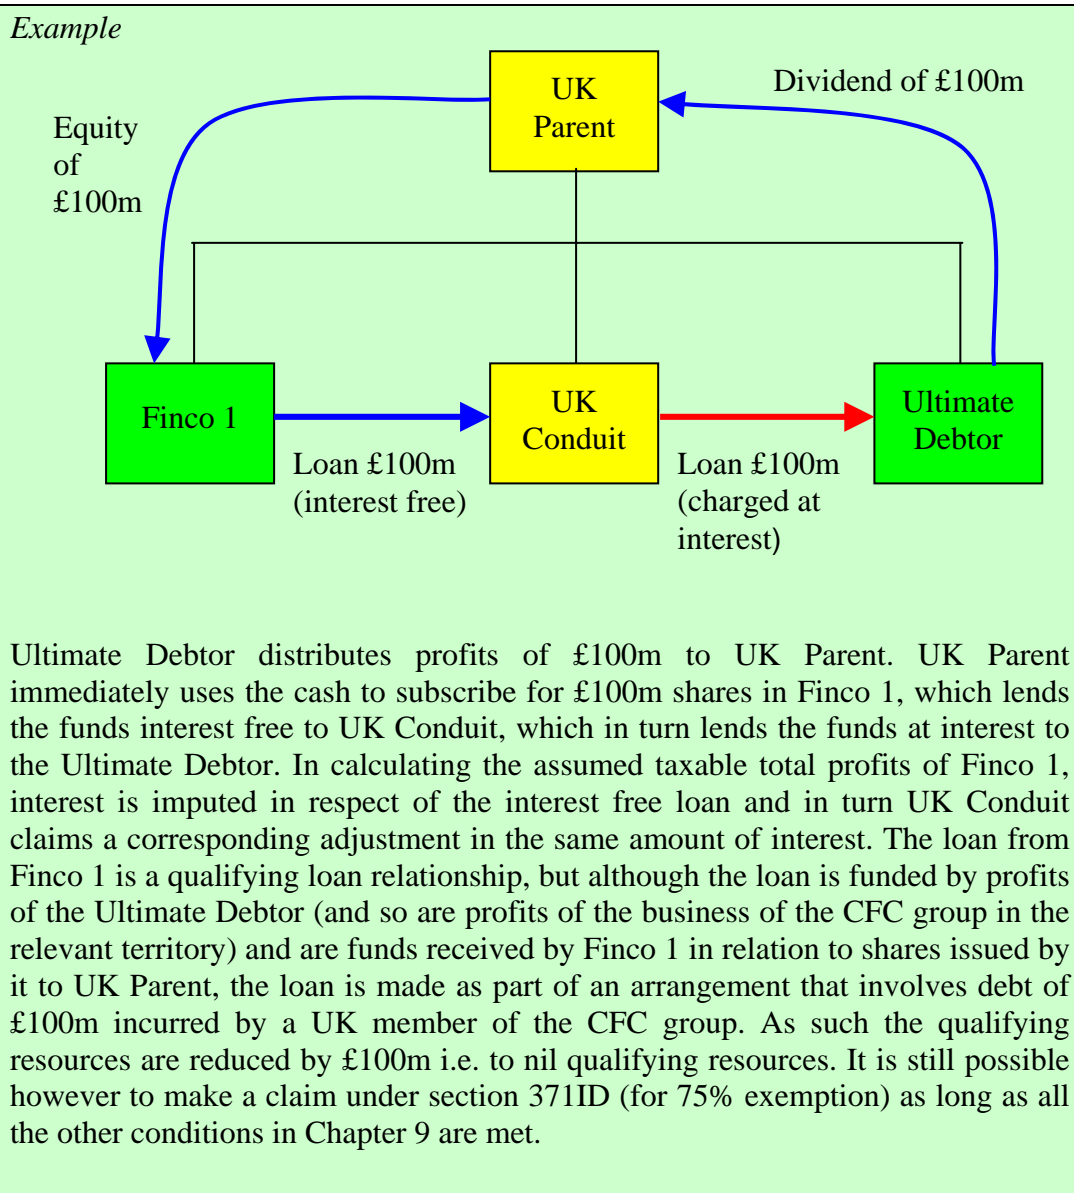 Example
UK
Parent
Dividend of £100m
Equity
of
£100m
Finco 1
UK
Conduit
Ultimate
Debtor
Loan £100m
(interest free)
Loan £100m
(charged at
interest)
Ultimate Debtor distributes profits of £100m to UK Parent. UK Parent
immediately uses the cash to subscribe for £100m shares in Finco 1, which lends
the funds interest free to UK Conduit, which in turn lends the funds at interest to
the Ultimate Debtor. In calculating the assumed taxable total profits of Finco 1,
interest is imputed in respect of the interest free loan and in turn UK Conduit
claims a corresponding adjustment in the same amount of interest. The loan from
Finco 1 is a qualifying loan relationship, but although the loan is funded by profits
of the Ultimate Debtor (and so are profits of the business of the CFC group in the
relevant territory) and are funds received by Finco 1 in relation to shares issued by
it to UK Parent, the loan is made as part of an arrangement that involves debt of
£100m incurred by a UK member of the CFC group. As such the qualifying
resources are reduced by £100m i.e. to nil qualifying resources. It is still possible
however to make a claim under section 371ID (for 75% exemption) as long as all
the other conditions in Chapter 9 are met.